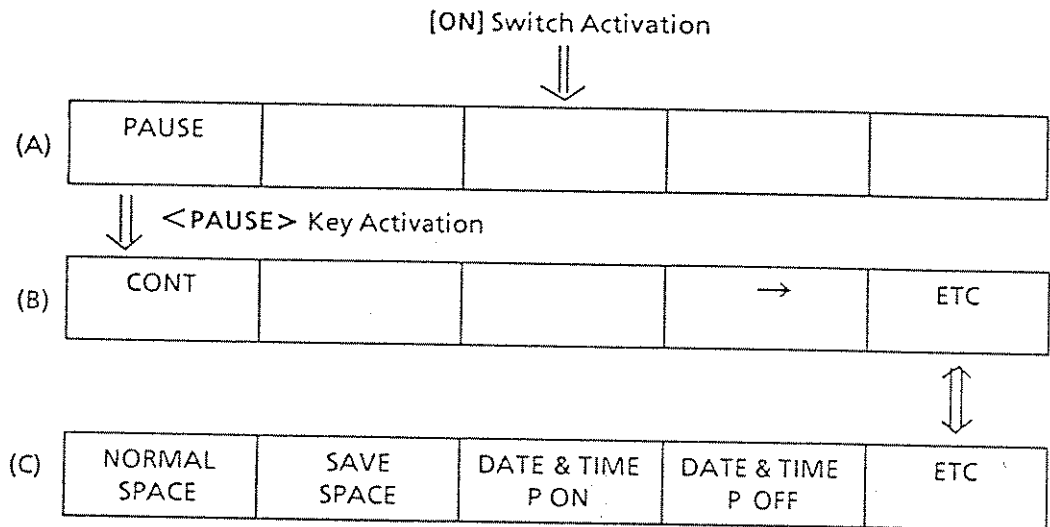 [ON] Switch Activation
(A) PAUSE
<PAUSE> Key Activation
(B) CONT → ETC
(C) NORMAL SPACE SAVE SPACE DATE & TIME P ON DATE & TIME P OFF ETC